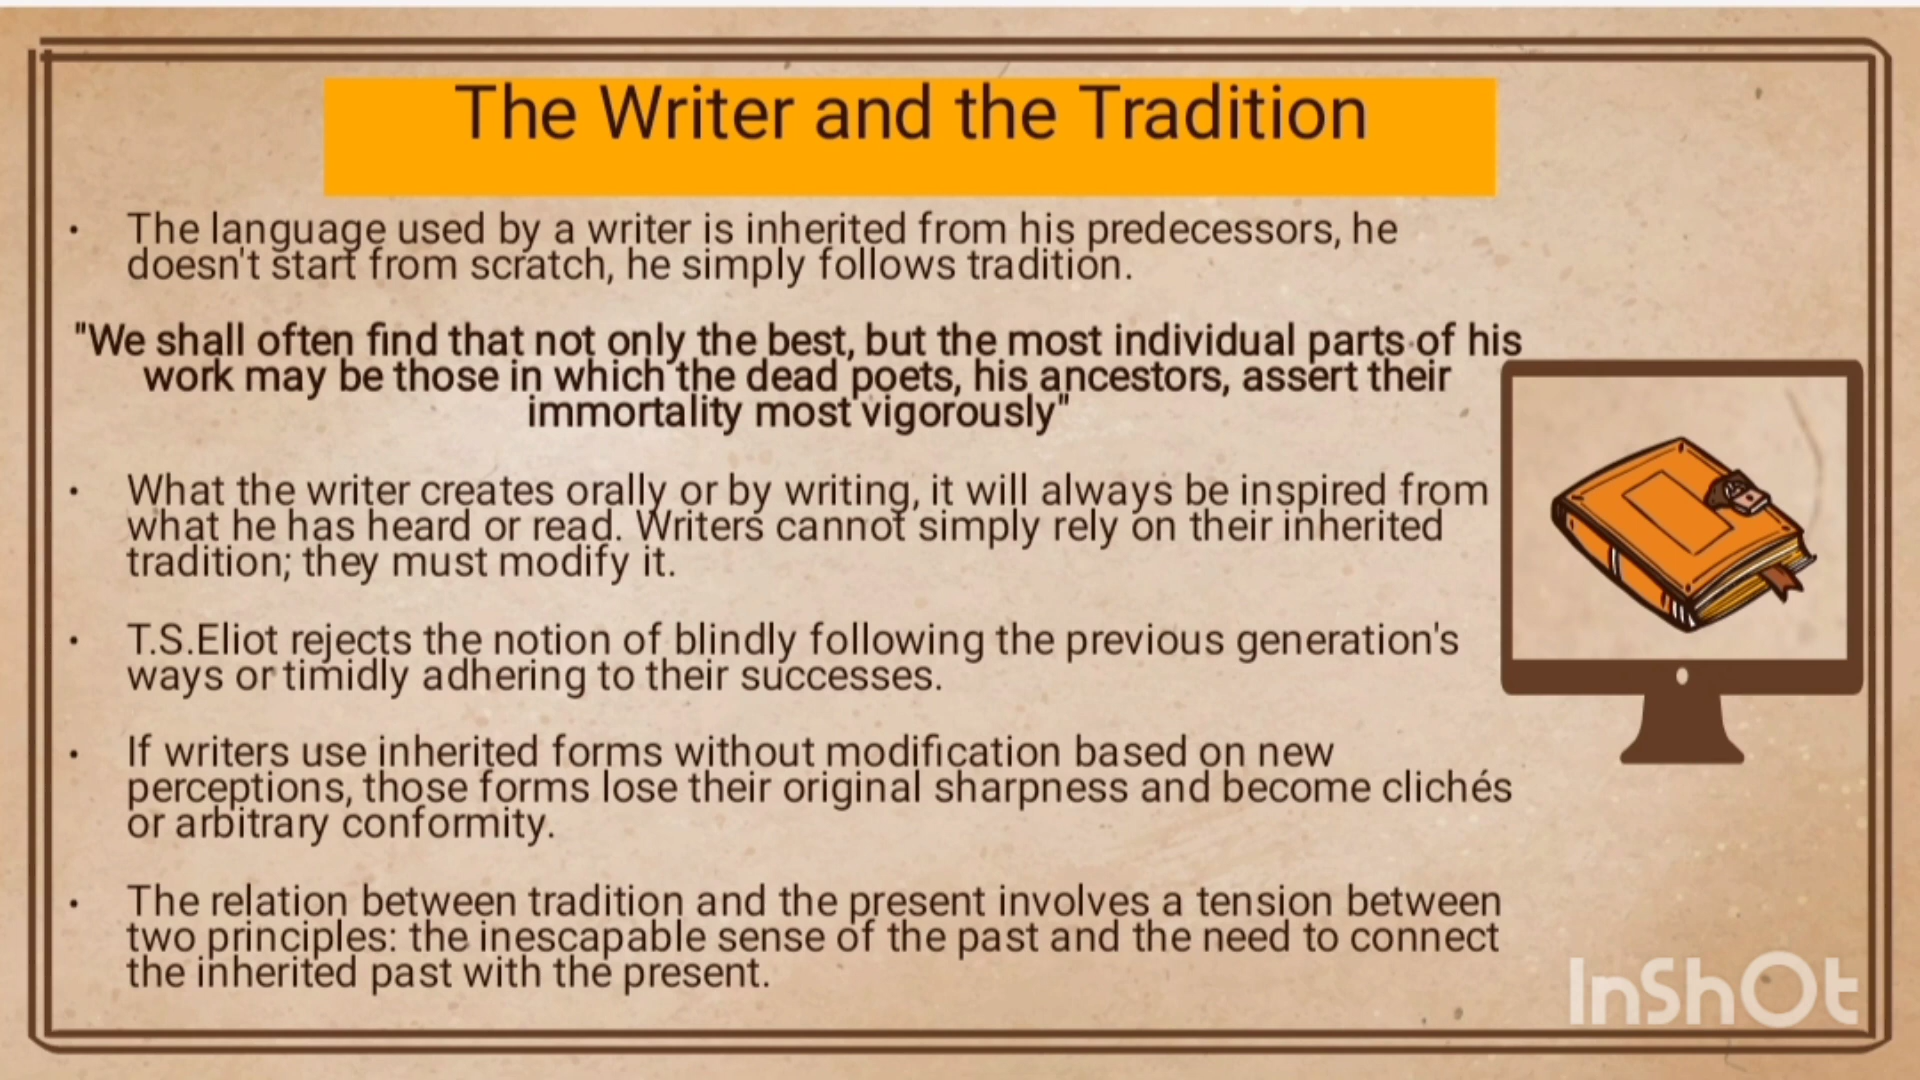 The Writer and the Tradition
• The language used by a writer is inherited from his predecessors, he
doesn't start from scratch, he simply follows tradition.
"We shall often find that not only the best, but the most individual parts of his
work may be those in which the dead poets, his ancestors, assert their
immortality most vigorously"
• What the writer creates orally or by writing, it will always be inspired from
what he has heard or read. Writers cannot simply rely on their inherited
tradition; they must modify it.
• T.S.Eliot rejects the notion of blindly following the previous generation's
ways or timidly adhering to their successes.
• If writers use inherited forms without modification based on new
perceptions, those forms lose their original sharpness and become clichés
or arbitrary conformity.
• The relation between tradition and the present involves a tension between
two principles: the inescapable sense of the past and the need to connect
the inherited past with the present.
InShOt